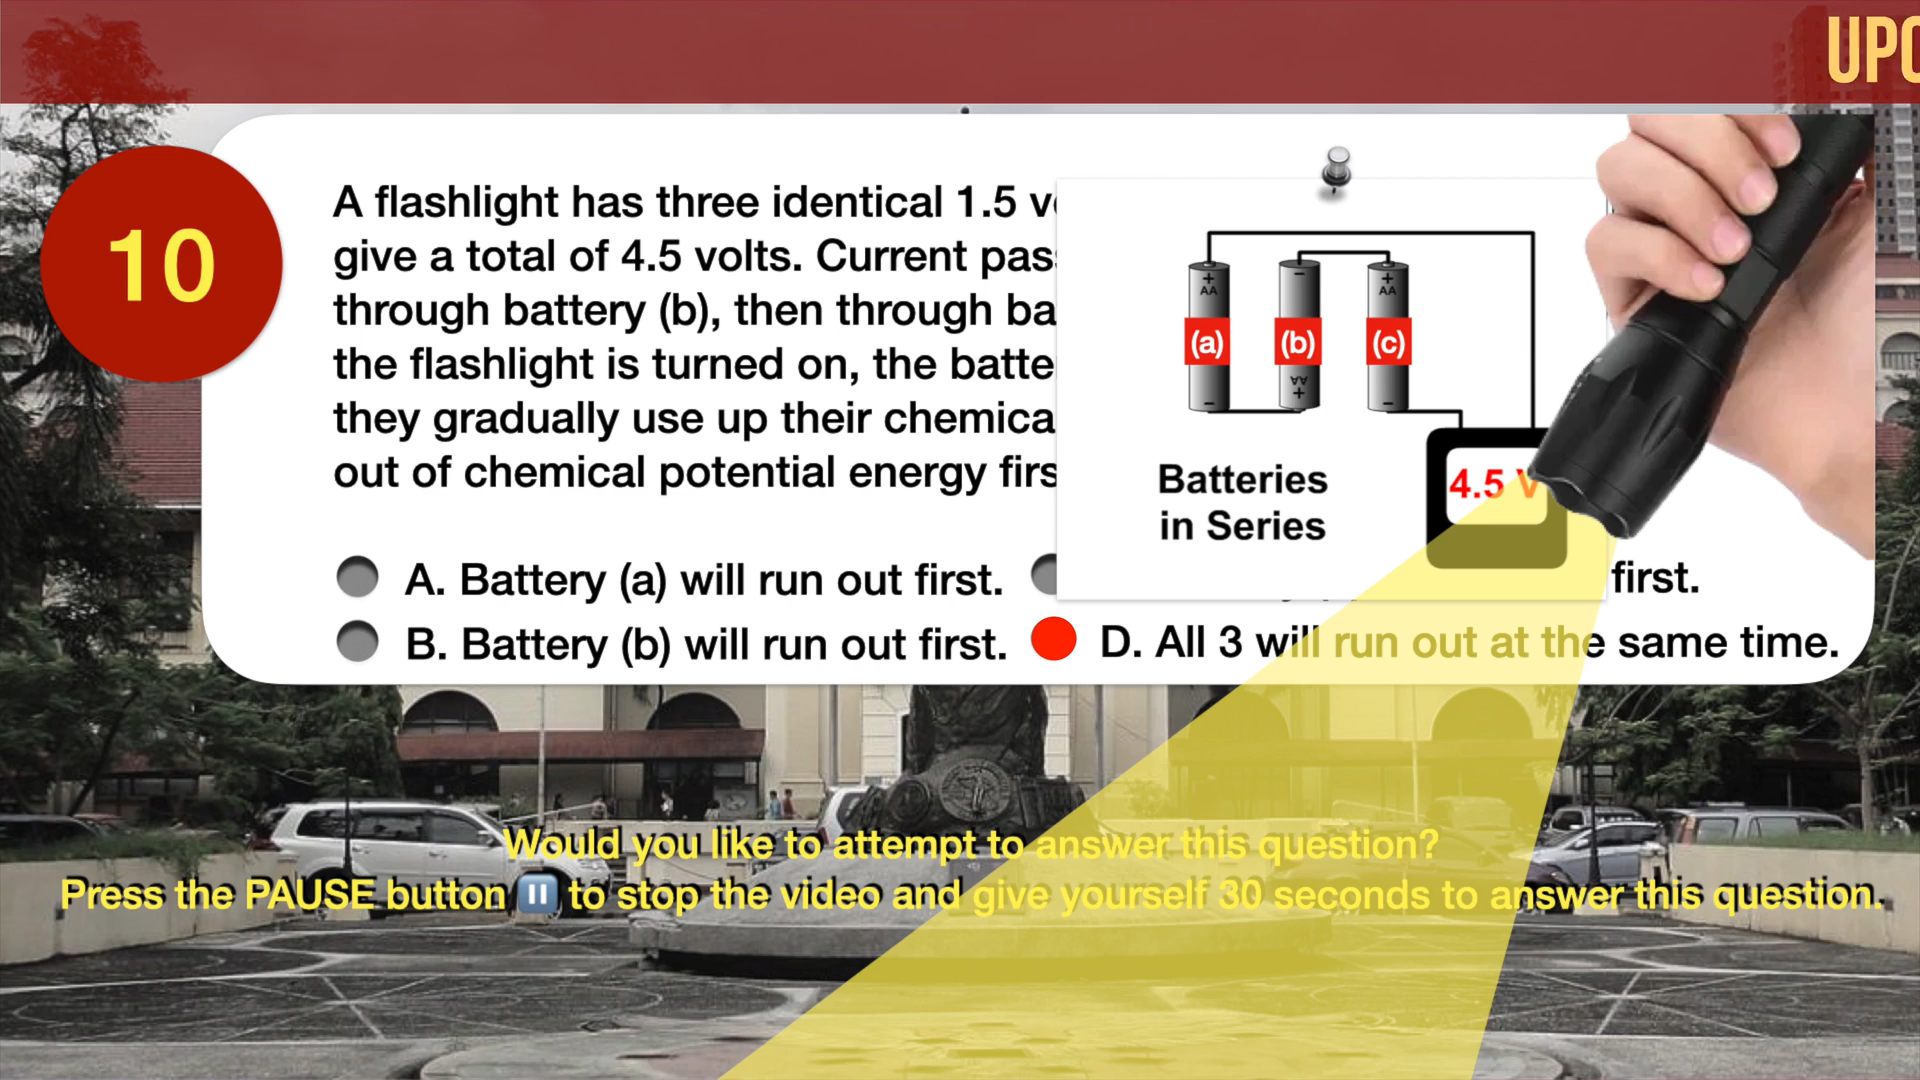 UPC
10
A flashlight has three identical 1.5 v
give a total of 4.5 volts. Current pas
through battery (b), then through ba
the flashlight is turned on, the batte
they gradually use up their chemica
out of chemical potential energy firs
+ AA
(a)
−
−
(b)
AA +
+ AA
(c)
−
Batteries
in Series
4.5 V
A. Battery (a) will run out first.
first.
B. Battery (b) will run out first.
D. All 3 will run out at the same time.
Would you like to attempt to answer this question?
Press the PAUSE button ⏸ to stop the video and give yourself 30 seconds to answer this question.